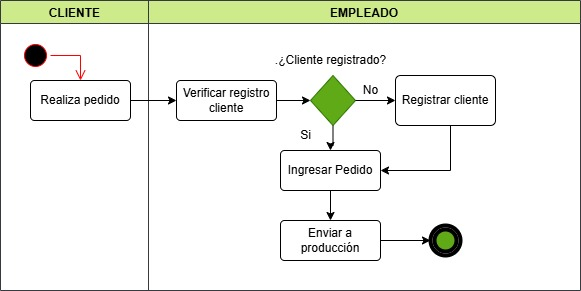 CLIENTE
EMPLEADO
.¿Cliente registrado?
Realiza pedido
Verificar registro
cliente
No
Registrar cliente
Si
Ingresar Pedido
Enviar a
producción